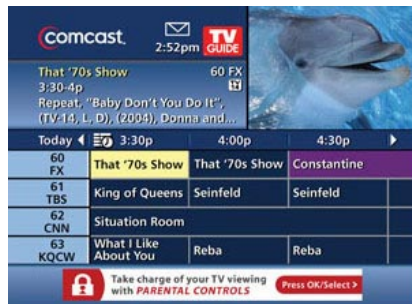 comcast.
2:52pm
TV
GUIDE
That '70s Show 60 FX
3:30-4p
Repeat, "Baby Don't You Do It",
(TV-14, L, D), (2004), Donna and...
Today 3:30p 4:00p 4:30p
60
FX
That '70s Show That '70s Show Constantine
61
TBS
King of Queens Seinfeld Seinfeld
62
CNN
Situation Room
63
KQCW
What I Like
About You
Reba Reba
Take charge of your TV viewing
with PARENTAL CONTROLS
Press OK/Select >